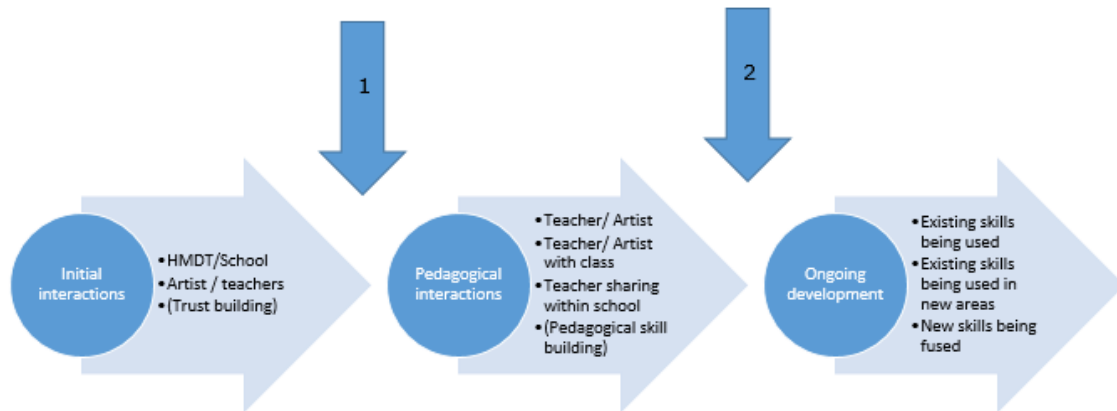 1
2
Initial
interactions
•HMDT/School
•Artist / teachers
•(Trust building)
Pedagogical
interactions
•Teacher/ Artist
•Teacher/ Artist
with class
•Teacher sharing
within school
•(Pedagogical skill
building)
Ongoing
development
•Existing skills
being used
•Existing skills
being used in
new areas
•New skills being
fused